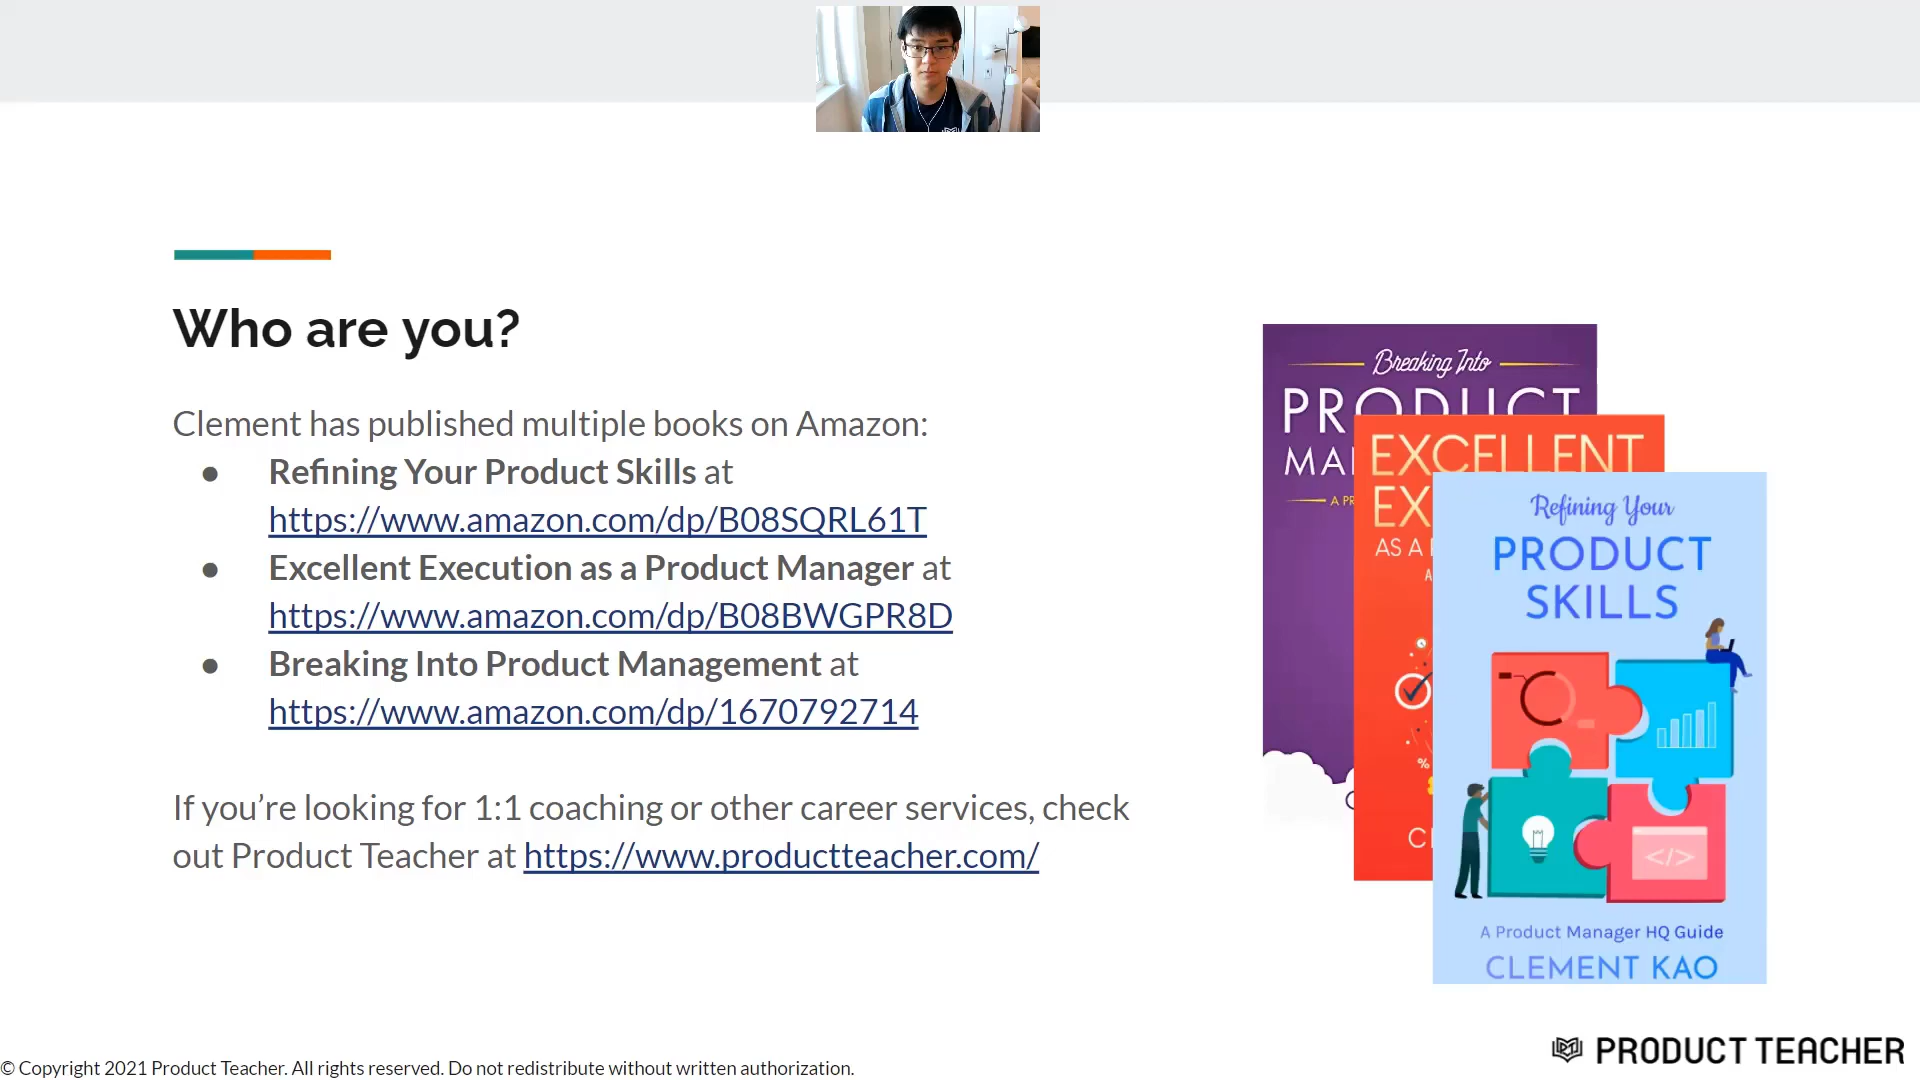 Who are you?
Clement has published multiple books on Amazon:
● Refining Your Product Skills at
https://www.amazon.com/dp/B08SQRL61T
● Excellent Execution as a Product Manager at
https://www.amazon.com/dp/B08BWGPR8D
● Breaking Into Product Management at
https://www.amazon.com/dp/1670792714
If you’re looking for 1:1 coaching or other career services, check
out Product Teacher at https://www.productteacher.com/
Breaking Into
PRODUCT
MA
A PR
EXCELLENT
EX
AS A
A
%
Refining Your
PRODUCT
SKILLS
</>
A Product Manager HQ Guide
CLEMENT KAO
© Copyright 2021 Product Teacher. All rights reserved. Do not redistribute without written authorization.
PRODUCT TEACHER